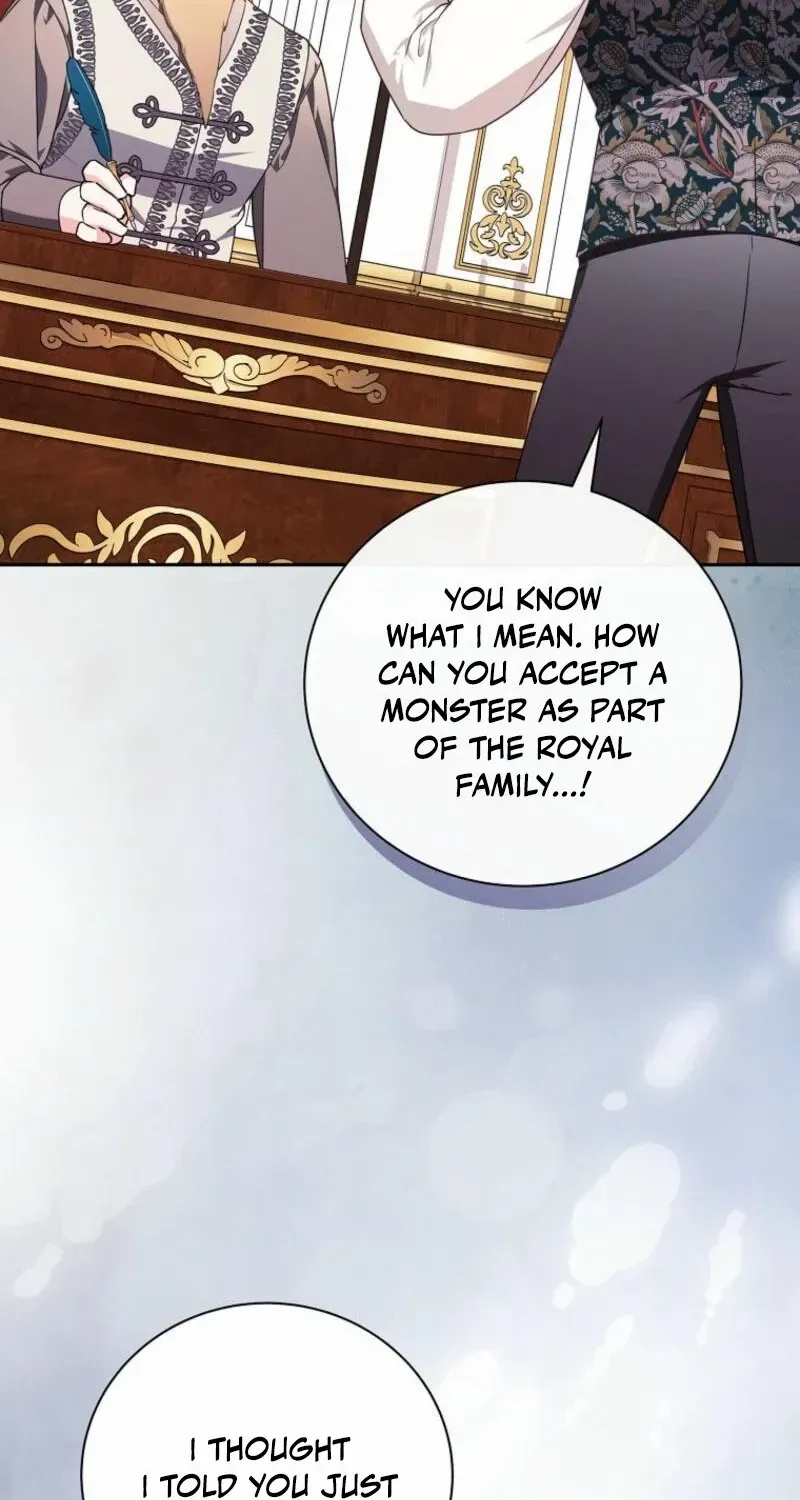 YOU KNOW
WHAT I MEAN. HOW
CAN YOU ACCEPT A
MONSTER AS PART
OF THE ROYAL
FAMILY...!
I THOUGHT
I TOLD YOU JUST